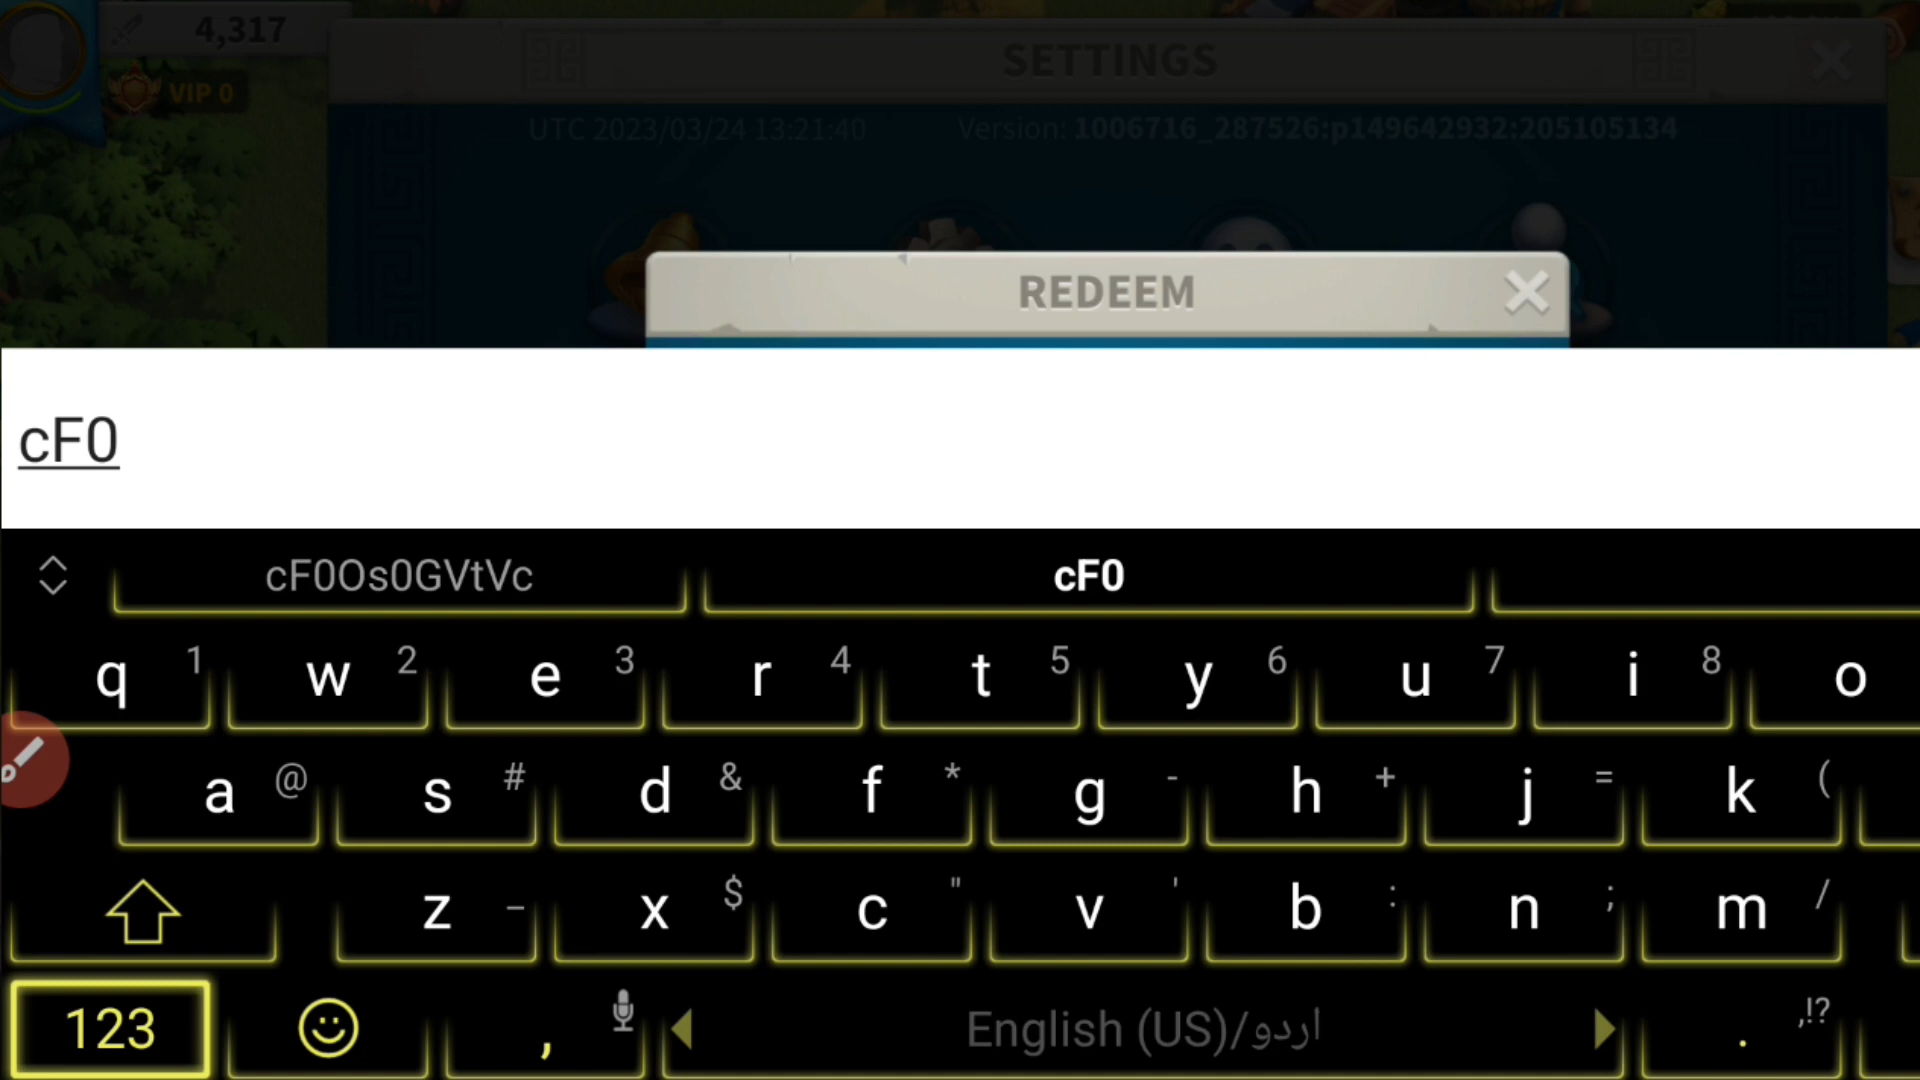 4,317
SETTINGS
VIP 0
UTC 2023/03/24 13:21:40 Version: 1006716_287526:p149642932:205105134
REDEEM
cF0
cF0Os0GVtVc cF0
q 1 w 2 e 3 r 4 t 5 y 6 u 7 i 8 o
a @ s # d & f * g - h + j = k (
z _ x $ c " v ' b : n ; m /
123 , English (US)/اردو . ,!?